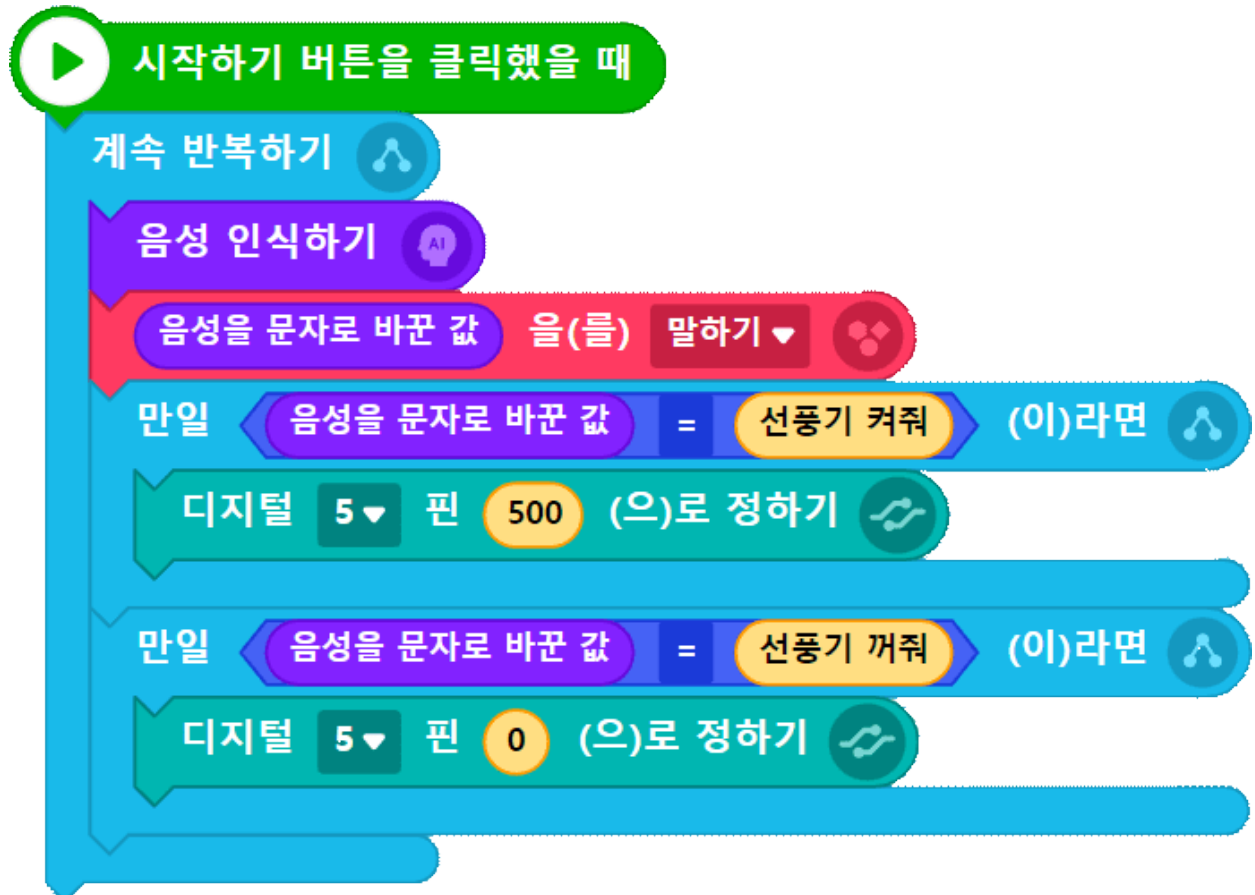 시작하기 버튼을 클릭했을 때
계속 반복하기
음성 인식하기 AI
음성을 문자로 바꾼 값 을(를) 말하기
만일 음성을 문자로 바꾼 값 = 선풍기 켜줘 (이)라면
디지털 5 핀 500 (으)로 정하기
만일 음성을 문자로 바꾼 값 = 선풍기 꺼줘 (이)라면
디지털 5 핀 0 (으)로 정하기